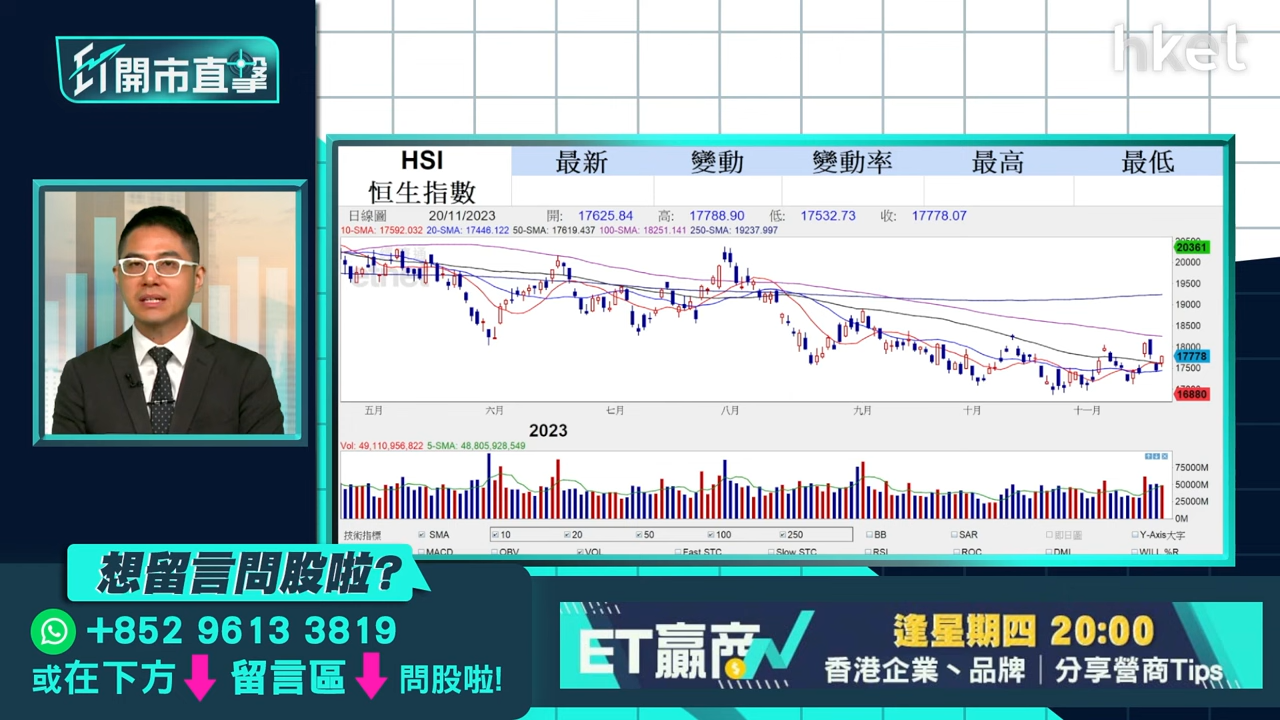 ET開市直擊
hket
HSI
恒生指數
最新 變動 變動率 最高 最低
日線圖 20/11/2023 開: 17625.84 高: 17788.90 低: 17532.73 收: 17778.07
10-SMA: 17592.032 20-SMA: 17446.122 50-SMA: 17619.437 100-SMA: 18251.141 250-SMA: 19237.997
20361
20000
19500
19000
18500
18000
17778
17500
16880
五月 六月 七月 八月 九月 十月 十一月
2023
Vol: 49,110,956,822 5-SMA: 48,805,928,549
75000M
50000M
25000M
0M
技術指標 SMA 10 20 50 100 250 BB SAR 即日圖 Y-Axis大字
MACD OBV VOL Fast STC Slow STC RSI ROC DMI WILL %R
想留言問股啦?
+852 9613 3819
或在下方 留言區 問股啦!
ET贏商
逢星期四 20:00
香港企業、品牌｜分享營商Tips